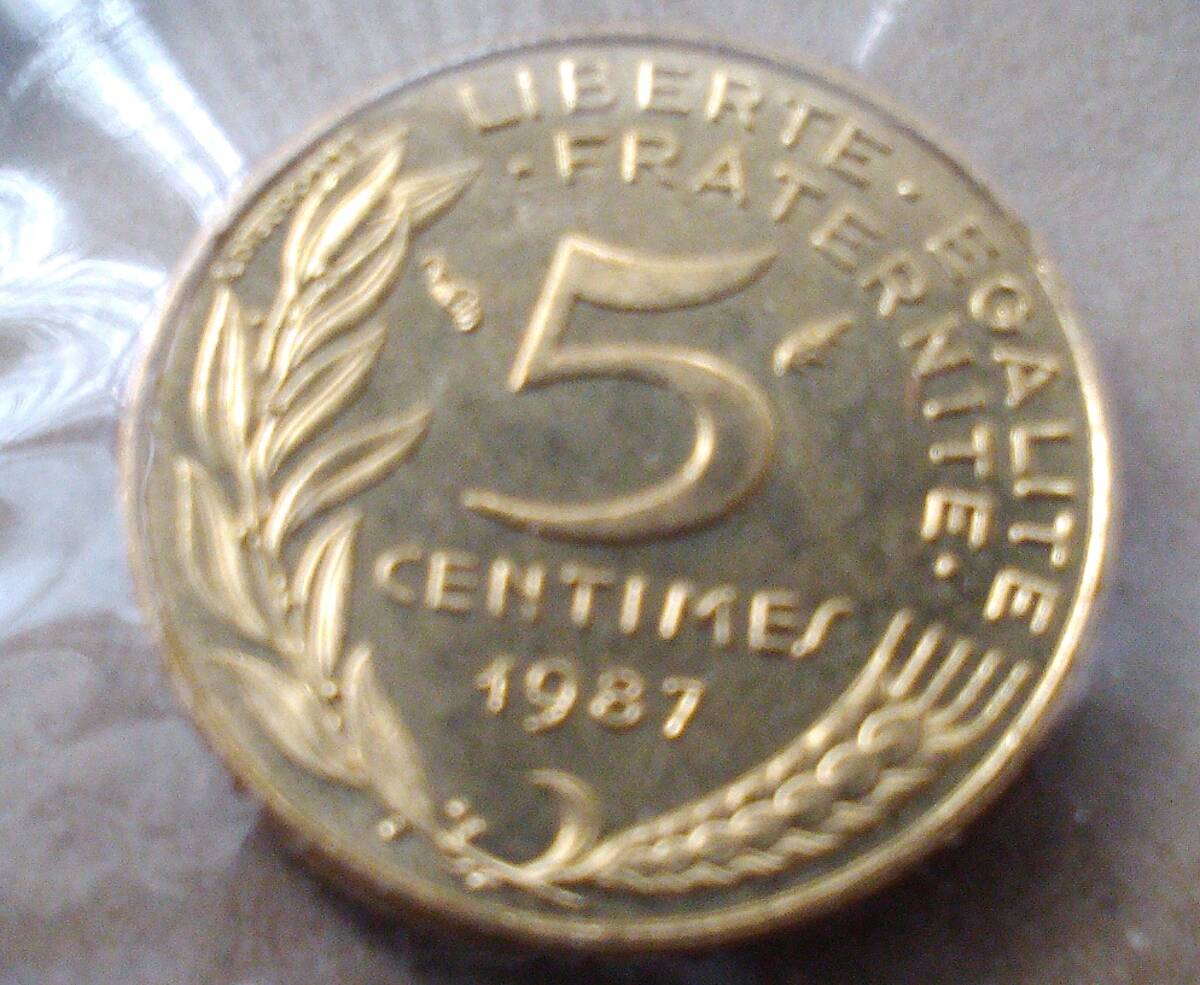 LIBERTE · EGALITE
· FRATERNITE ·
5
CENTIMES
1987